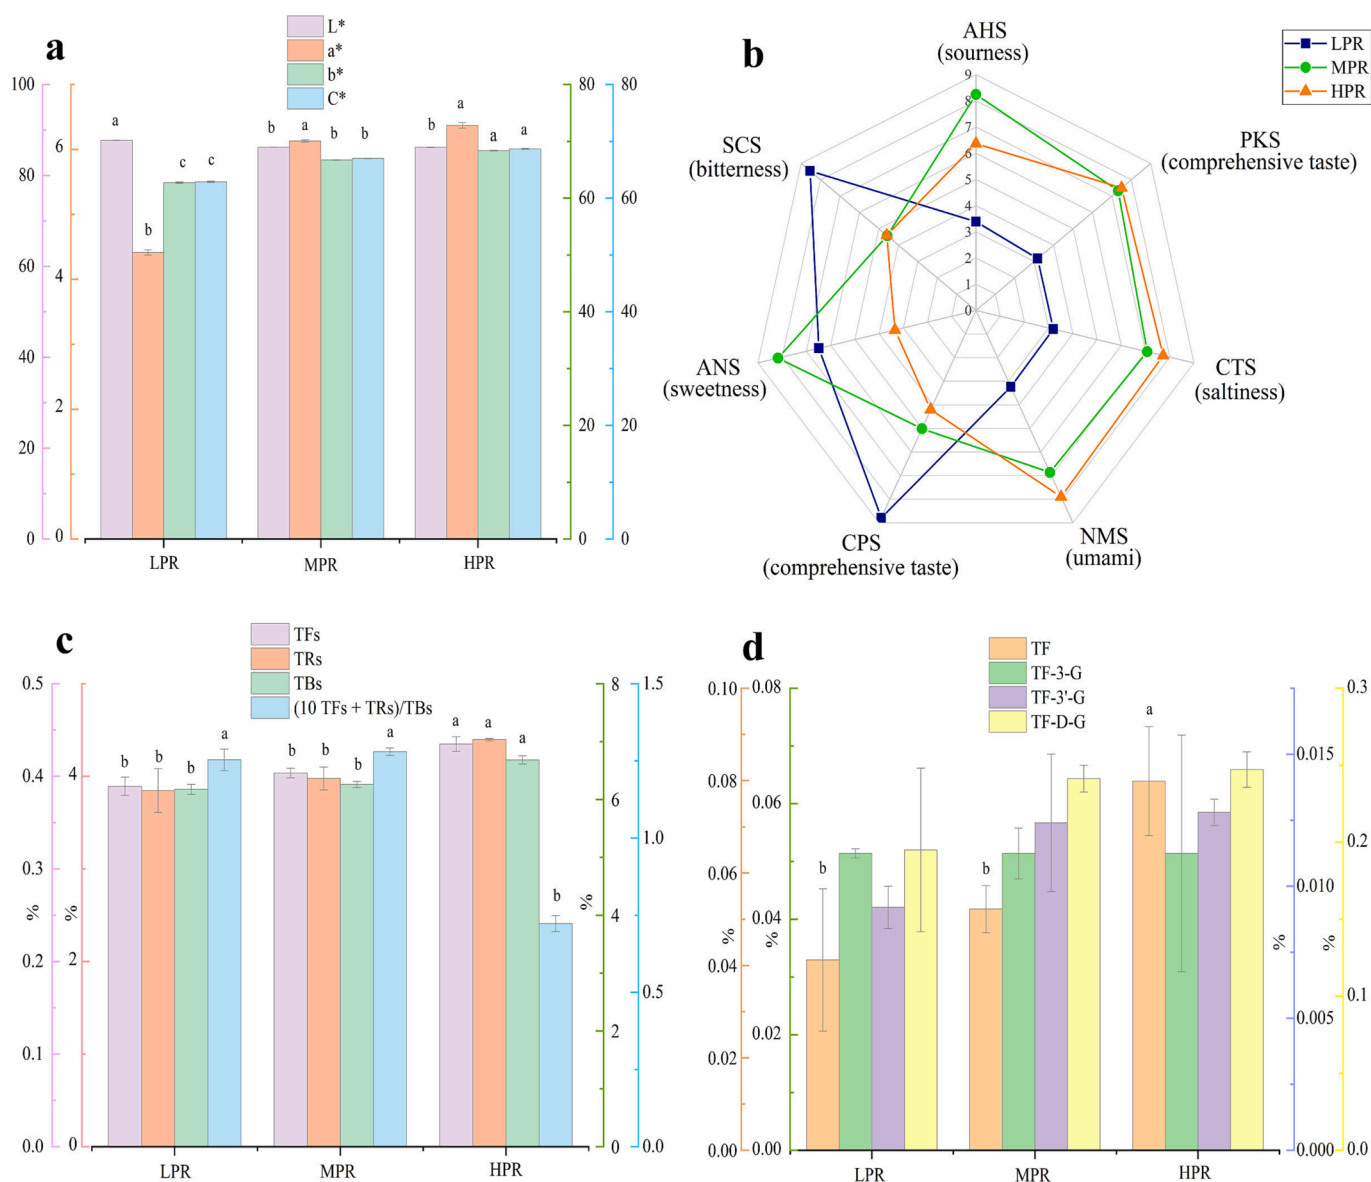 a
L*
a*
b*
C*
100
80
60
40
20
0
6
4
2
0
80
60
40
20
0
80
60
40
20
0
a
b
c
c
b
a
b
b
b
a
a
a
LPR
MPR
HPR
b
LPR
MPR
HPR
AHS
(sourness)
PKS
(comprehensive taste)
CTS
(saltiness)
NMS
(umami)
CPS
(comprehensive taste)
ANS
(sweetness)
SCS
(bitterness)
9
8
7
6
5
4
3
2
1
0
c
TFs
TRs
TBs
(10 TFs + TRs)/TBs
0.5
0.4
0.3
0.2
0.1
0.0
%
4
2
0
%
8
6
4
2
0
%
1.5
1.0
0.5
0.0
b
b
b
a
b
b
b
a
a
a
a
b
LPR
MPR
HPR
d
TF
TF-3-G
TF-3'-G
TF-D-G
0.10
0.08
0.06
0.04
0.02
0.00
%
0.08
0.06
0.04
0.02
0.00
%
0.015
0.010
0.005
0.000
%
0.3
0.2
0.1
0.0
%
b
b
a
LPR
MPR
HPR